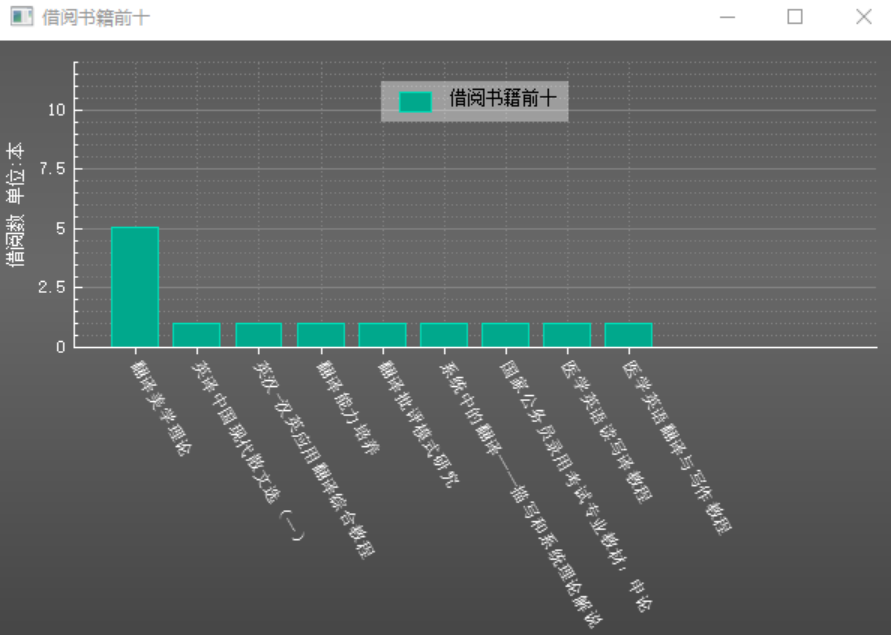 借阅书籍前十
借阅书籍前十
借阅数 单位:本
10
7.5
5
2.5
0
翻译美学理论
英译中国现代散文选（一）
英汉-汉英应用翻译综合教程
翻译能力培养
翻译批评模式研究
系统中的翻译——描写和系统理论解说
国家公务员录用考试专业教材：申论
医学英语读写译教程
医学英语翻译与写作教程